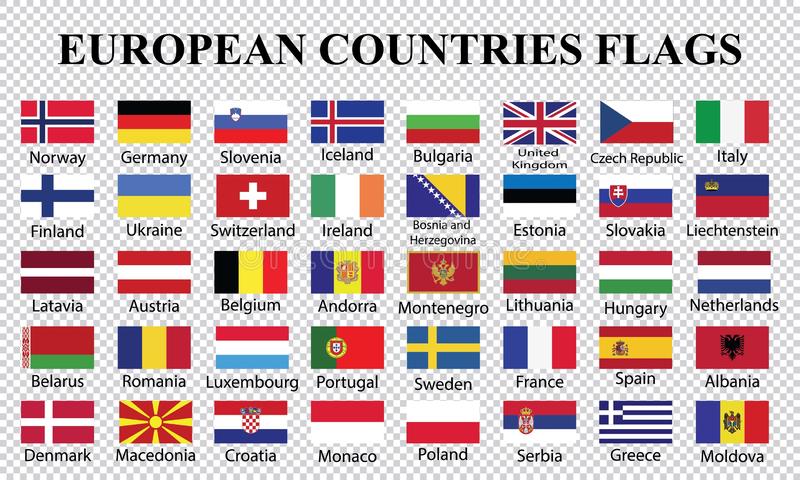 EUROPEAN COUNTRIES FLAGS
Norway Germany Slovenia Iceland Bulgaria United Kingdom Czech Republic Italy
Finland Ukraine Switzerland Ireland Bosnia and Herzegovina Estonia Slovakia Liechtenstein
Latavia Austria Belgium Andorra Montenegro Lithuania Hungary Netherlands
Belarus Romania Luxembourg Portugal Sweden France Spain Albania
Denmark Macedonia Croatia Monaco Poland Serbia Greece Moldova